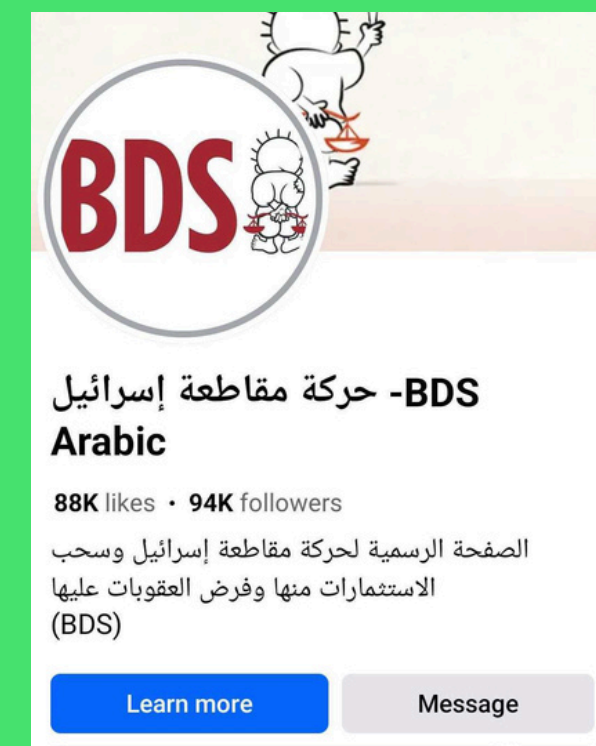 BDS
BDS- حركة مقاطعة إسرائيل
Arabic
88K likes • 94K followers
الصفحة الرسمية لحركة مقاطعة إسرائيل وسحب
الاستثمارات منها وفرض العقوبات عليها
(BDS)
Learn more
Message